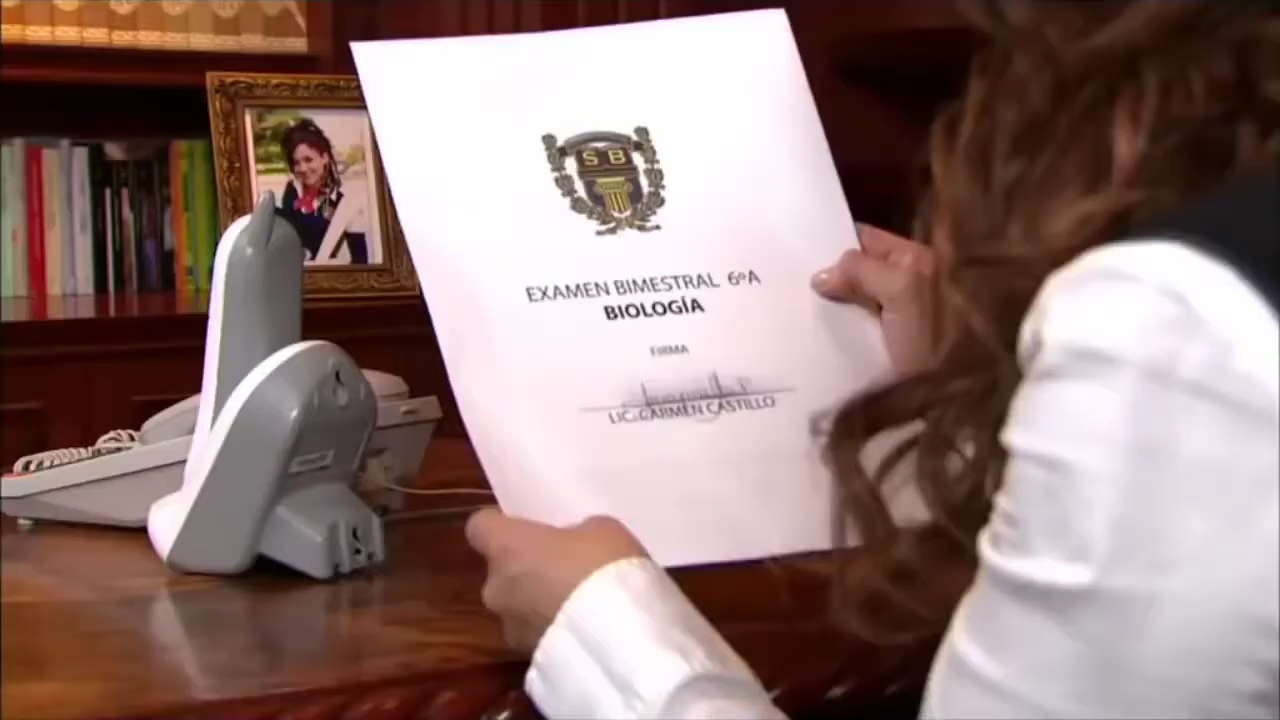 SB
EXAMEN BIMESTRAL 6ºA
BIOLOGÍA
FIRMA
LIC. CARMEN CASTILLO